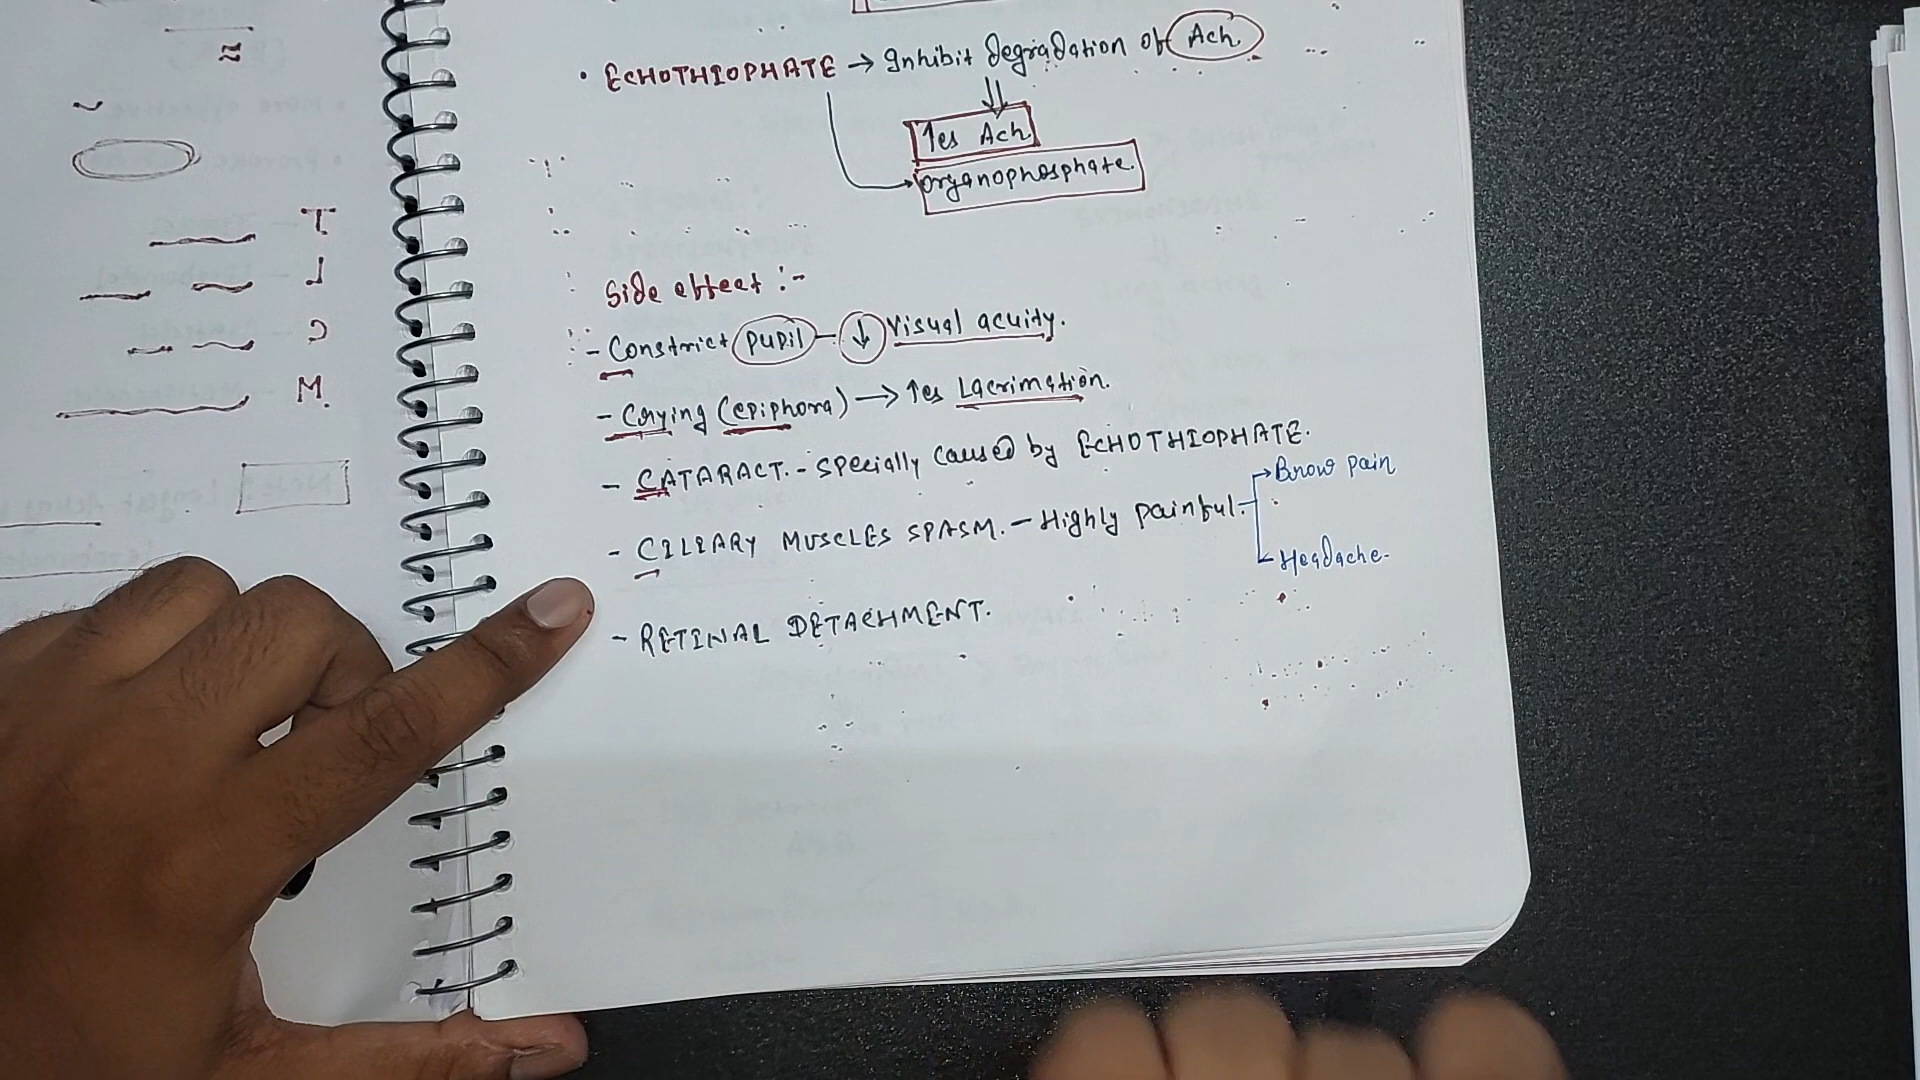 ≈
T
J
M
• ECHOTHIOPHATE → Inhibit degradation of Ach
↑es Ach
organophosphate.
Side effect :-
- Constrict pupil - ↓ visual acuity.
- Crying (epiphora) → ↑es Lacrimation.
- CATARACT. - specially caused by ECHOTHIOPHATE.
- CILIARY MUSCLES SPASM. - Highly painful.
→ Brow pain
Headache-
- RETINAL DETACHMENT.